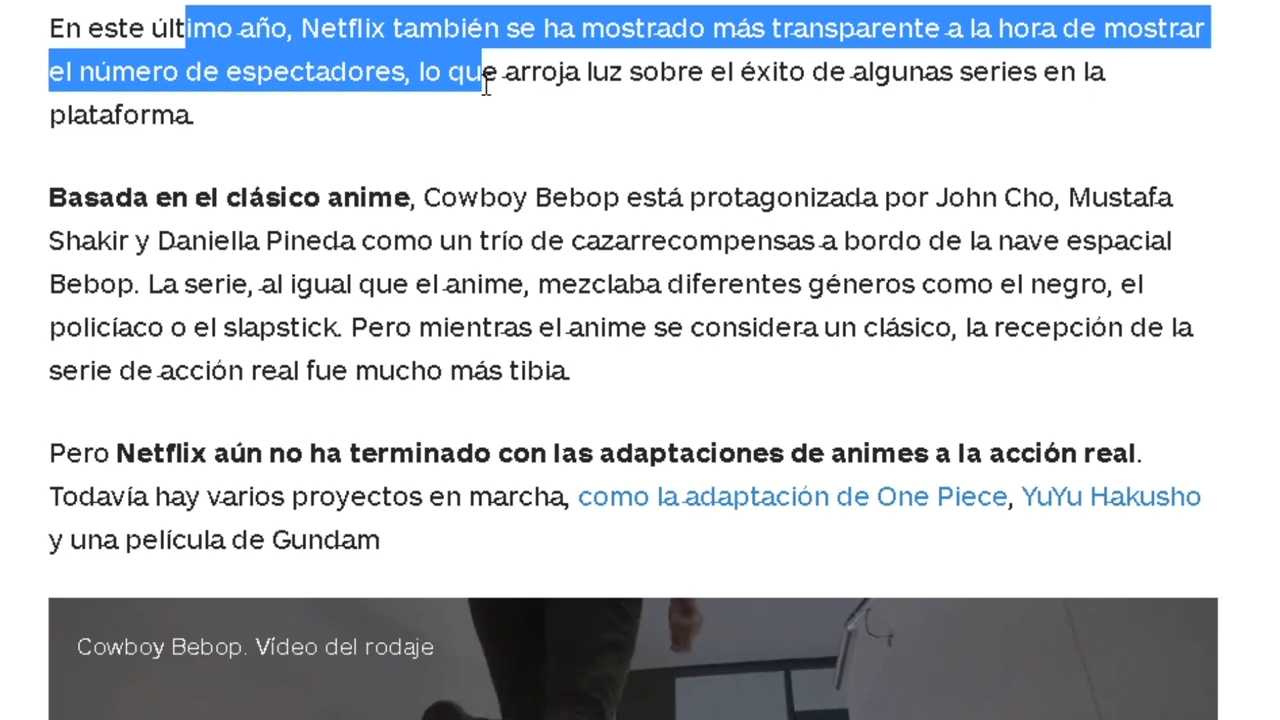 En este último año, Netflix también se ha mostrado más transparente a la hora de mostrar
el número de espectadores, lo que arroja luz sobre el éxito de algunas series en la
plataforma.
Basada en el clásico anime, Cowboy Bebop está protagonizada por John Cho, Mustafa
Shakir y Daniella Pineda como un trío de cazarrecompensas a bordo de la nave espacial
Bebop. La serie, al igual que el anime, mezclaba diferentes géneros como el negro, el
policíaco o el slapstick. Pero mientras el anime se considera un clásico, la recepción de la
serie de acción real fue mucho más tibia.
Pero Netflix aún no ha terminado con las adaptaciones de animes a la acción real.
Todavía hay varios proyectos en marcha, como la adaptación de One Piece, YuYu Hakusho
y una película de Gundam
Cowboy Bebop. Vídeo del rodaje